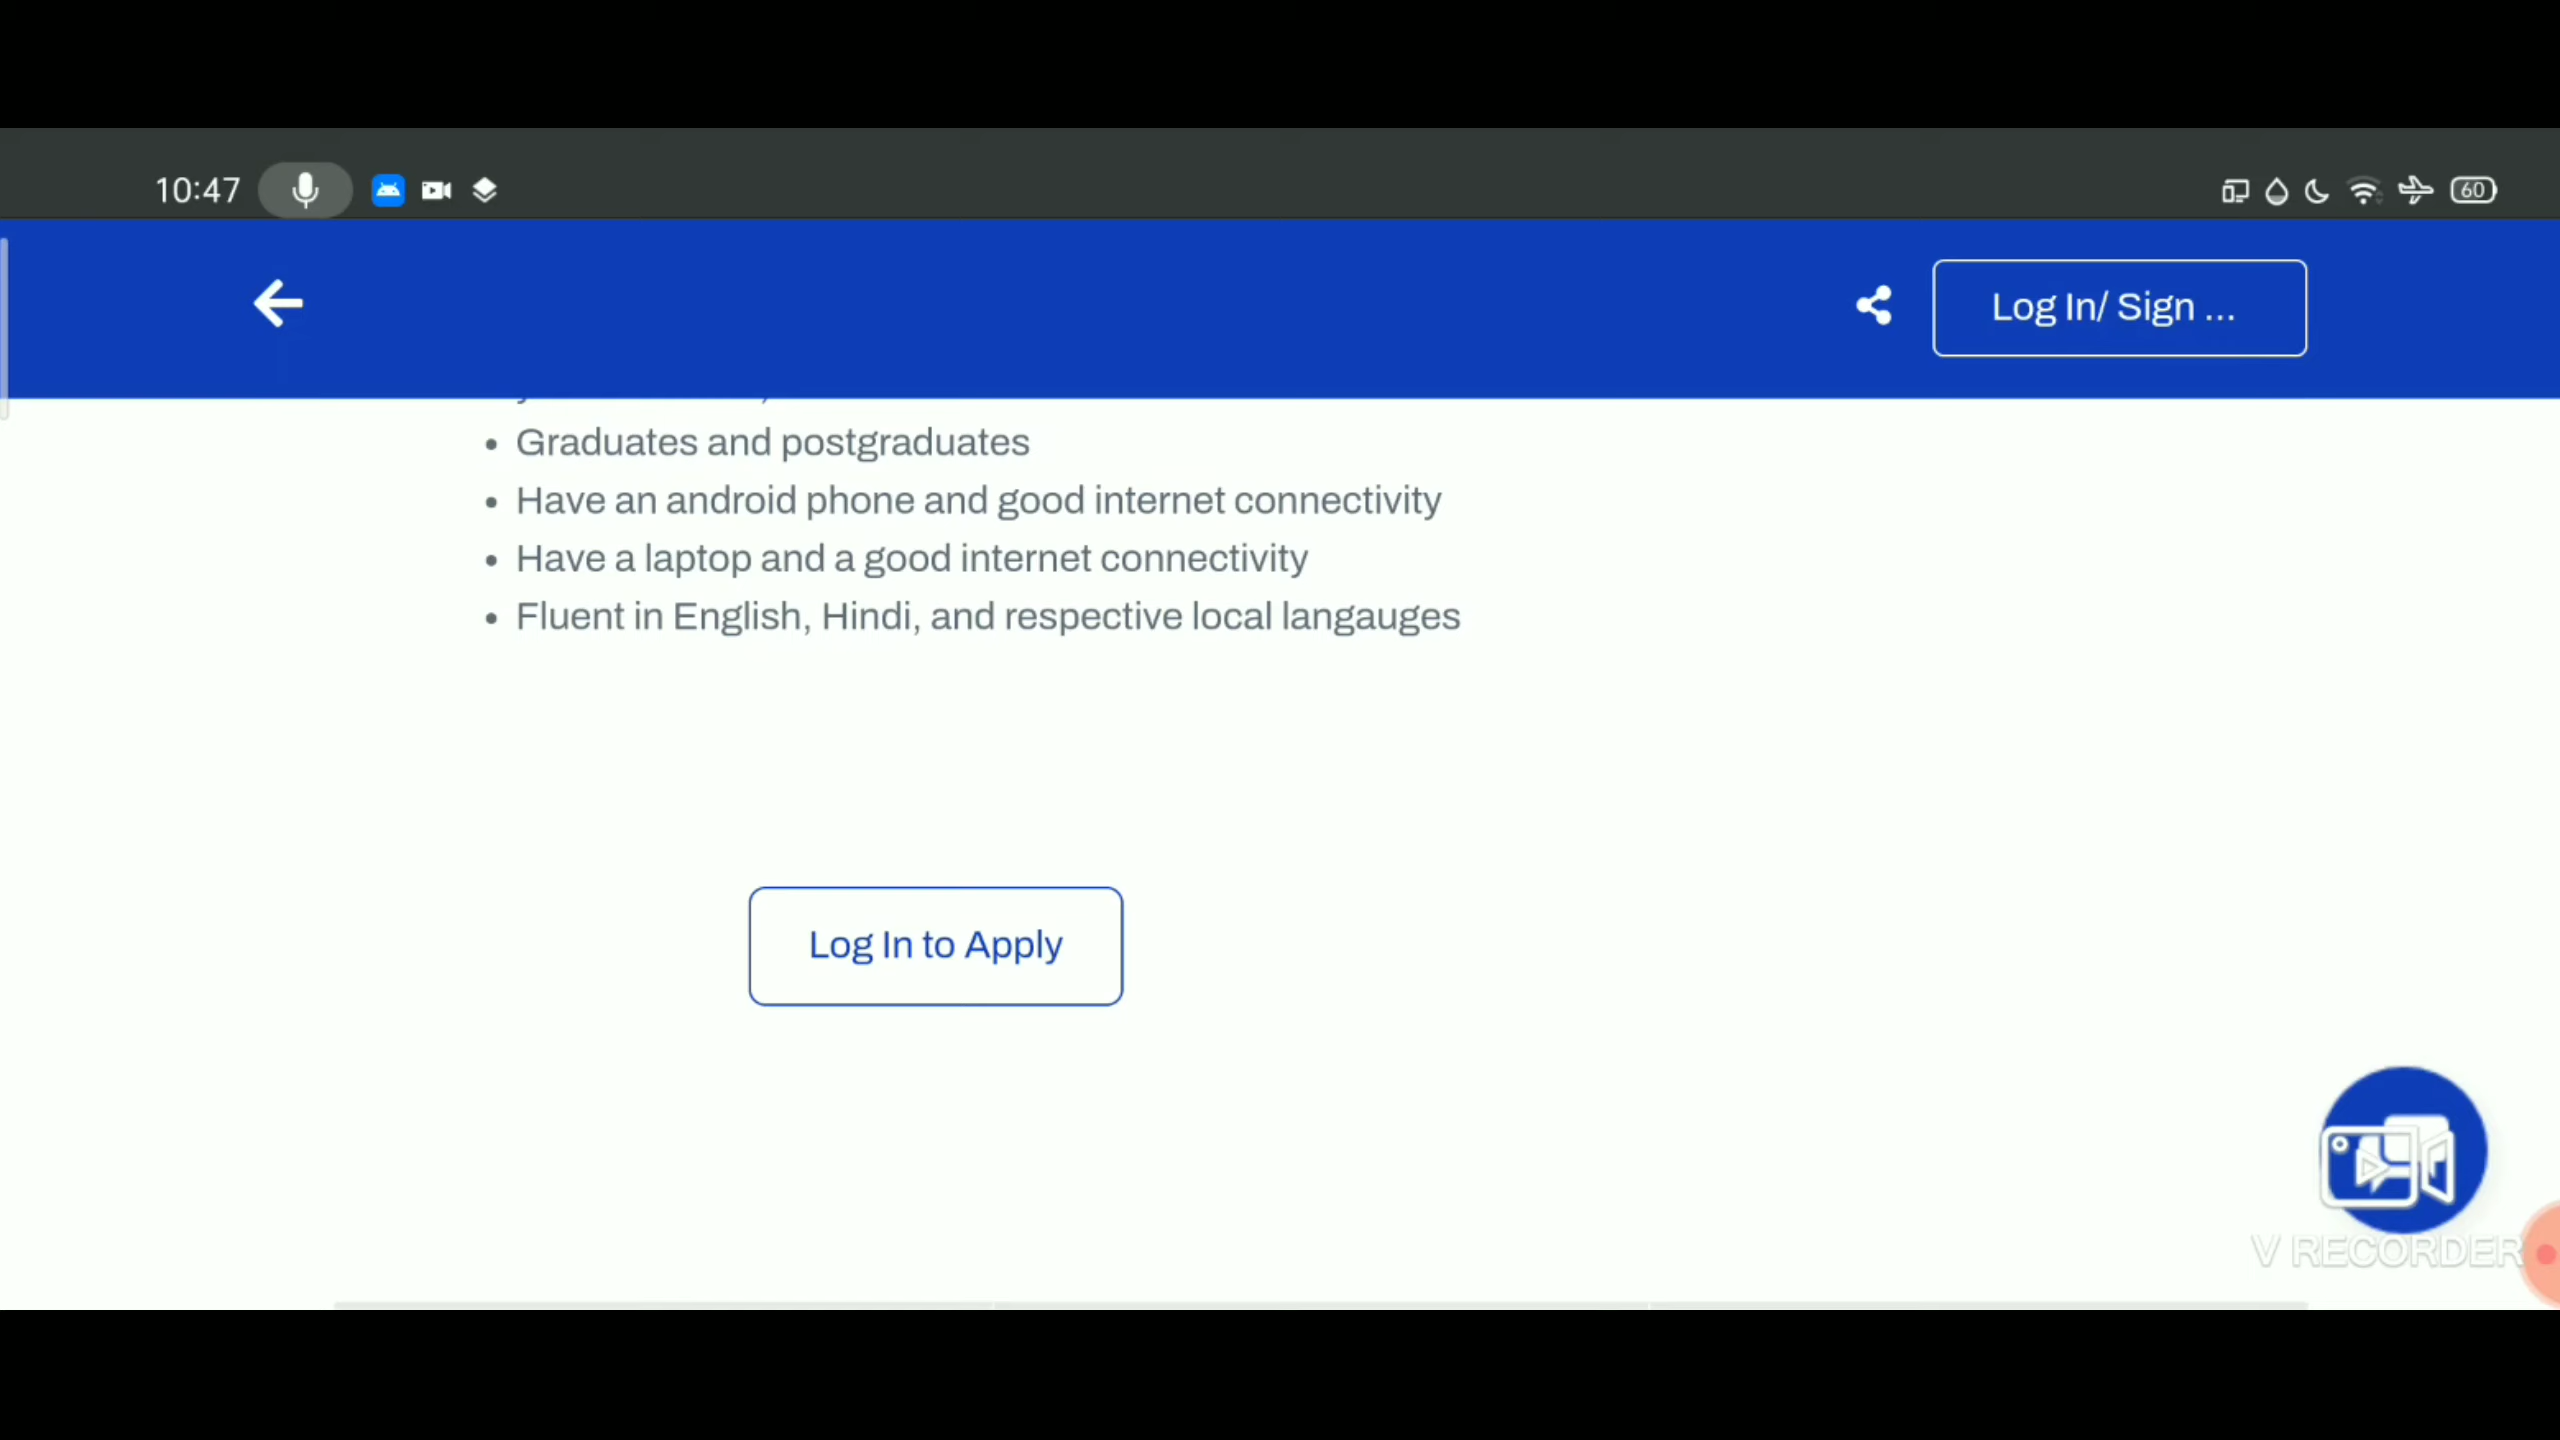 10:47
60
Log In/ Sign ...
Graduates and postgraduates
Have an android phone and good internet connectivity
Have a laptop and a good internet connectivity
Fluent in English, Hindi, and respective local langauges
Log In to Apply
V RECORDER